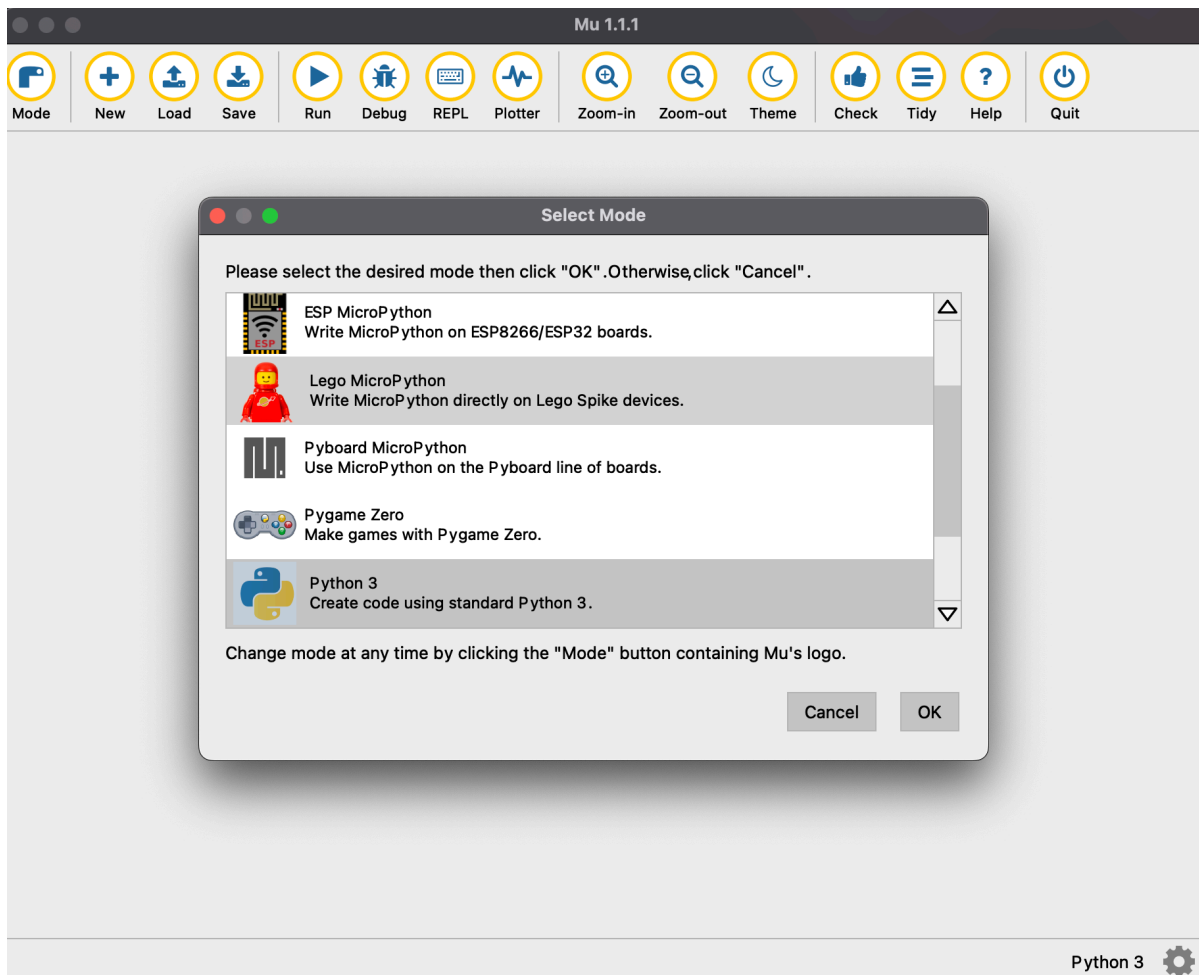 Mu 1.1.1
Mode New Load Save Run Debug REPL Plotter Zoom-in Zoom-out Theme Check Tidy Help Quit
Select Mode
Please select the desired mode then click "OK".Otherwise,click "Cancel".
ESP MicroPython
Write MicroPython on ESP8266/ESP32 boards.
ESP
Lego MicroPython
Write MicroPython directly on Lego Spike devices.
Pyboard MicroPython
Use MicroPython on the Pyboard line of boards.
Pygame Zero
Make games with Pygame Zero.
Python 3
Create code using standard Python 3.
Change mode at any time by clicking the "Mode" button containing Mu's logo.
Cancel OK
Python 3